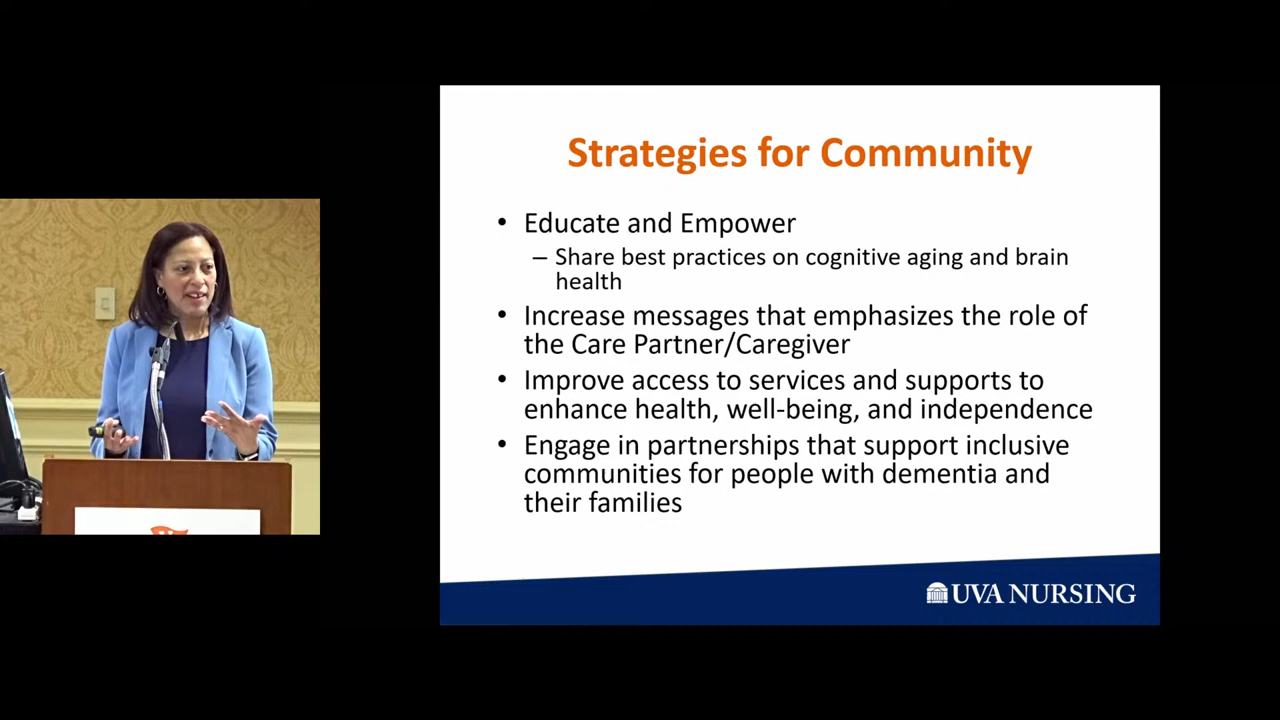 Strategies for Community
• Educate and Empower
– Share best practices on cognitive aging and brain
health
• Increase messages that emphasizes the role of
the Care Partner/Caregiver
• Improve access to services and supports to
enhance health, well-being, and independence
• Engage in partnerships that support inclusive
communities for people with dementia and
their families
UVA NURSING